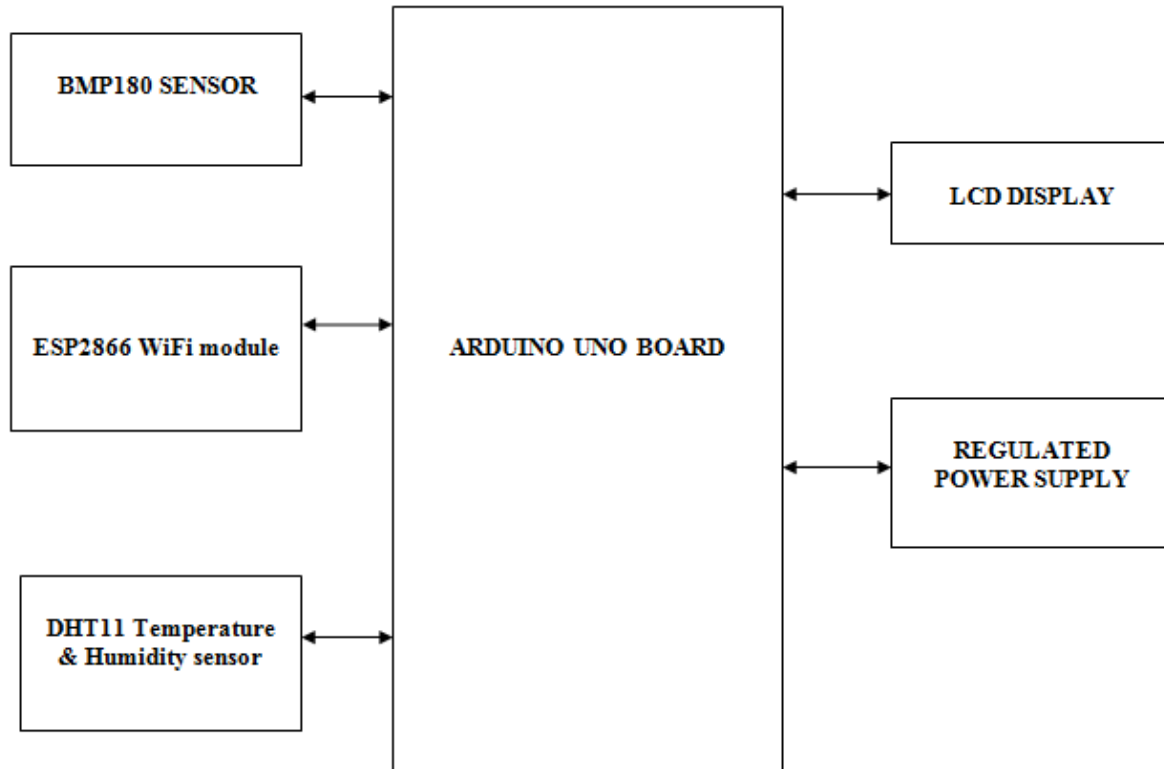 BMP180 SENSOR
ESP2866 WiFi module
DHT11 Temperature
& Humidity sensor
ARDUINO UNO BOARD
LCD DISPLAY
REGULATED
POWER SUPPLY